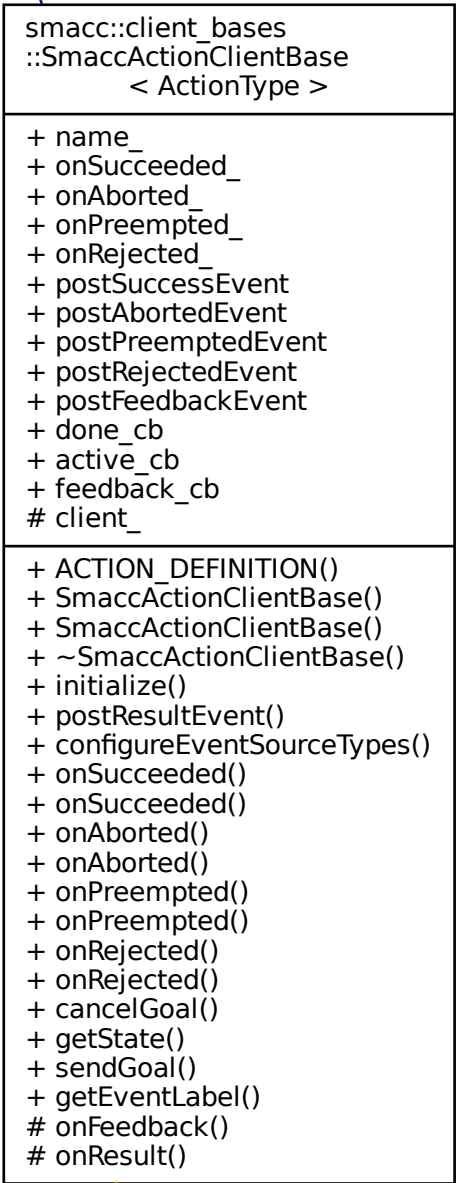 smacc::client_bases
::SmaccActionClientBase
< ActionType >
+ name_
+ onSucceeded_
+ onAborted_
+ onPreempted_
+ onRejected_
+ postSuccessEvent
+ postAbortedEvent
+ postPreemptedEvent
+ postRejectedEvent
+ postFeedbackEvent
+ done_cb
+ active_cb
+ feedback_cb
# client_
+ ACTION_DEFINITION()
+ SmaccActionClientBase()
+ SmaccActionClientBase()
+ ~SmaccActionClientBase()
+ initialize()
+ postResultEvent()
+ configureEventSourceTypes()
+ onSucceeded()
+ onSucceeded()
+ onAborted()
+ onAborted()
+ onPreempted()
+ onPreempted()
+ onRejected()
+ onRejected()
+ cancelGoal()
+ getState()
+ sendGoal()
+ getEventLabel()
# onFeedback()
# onResult()